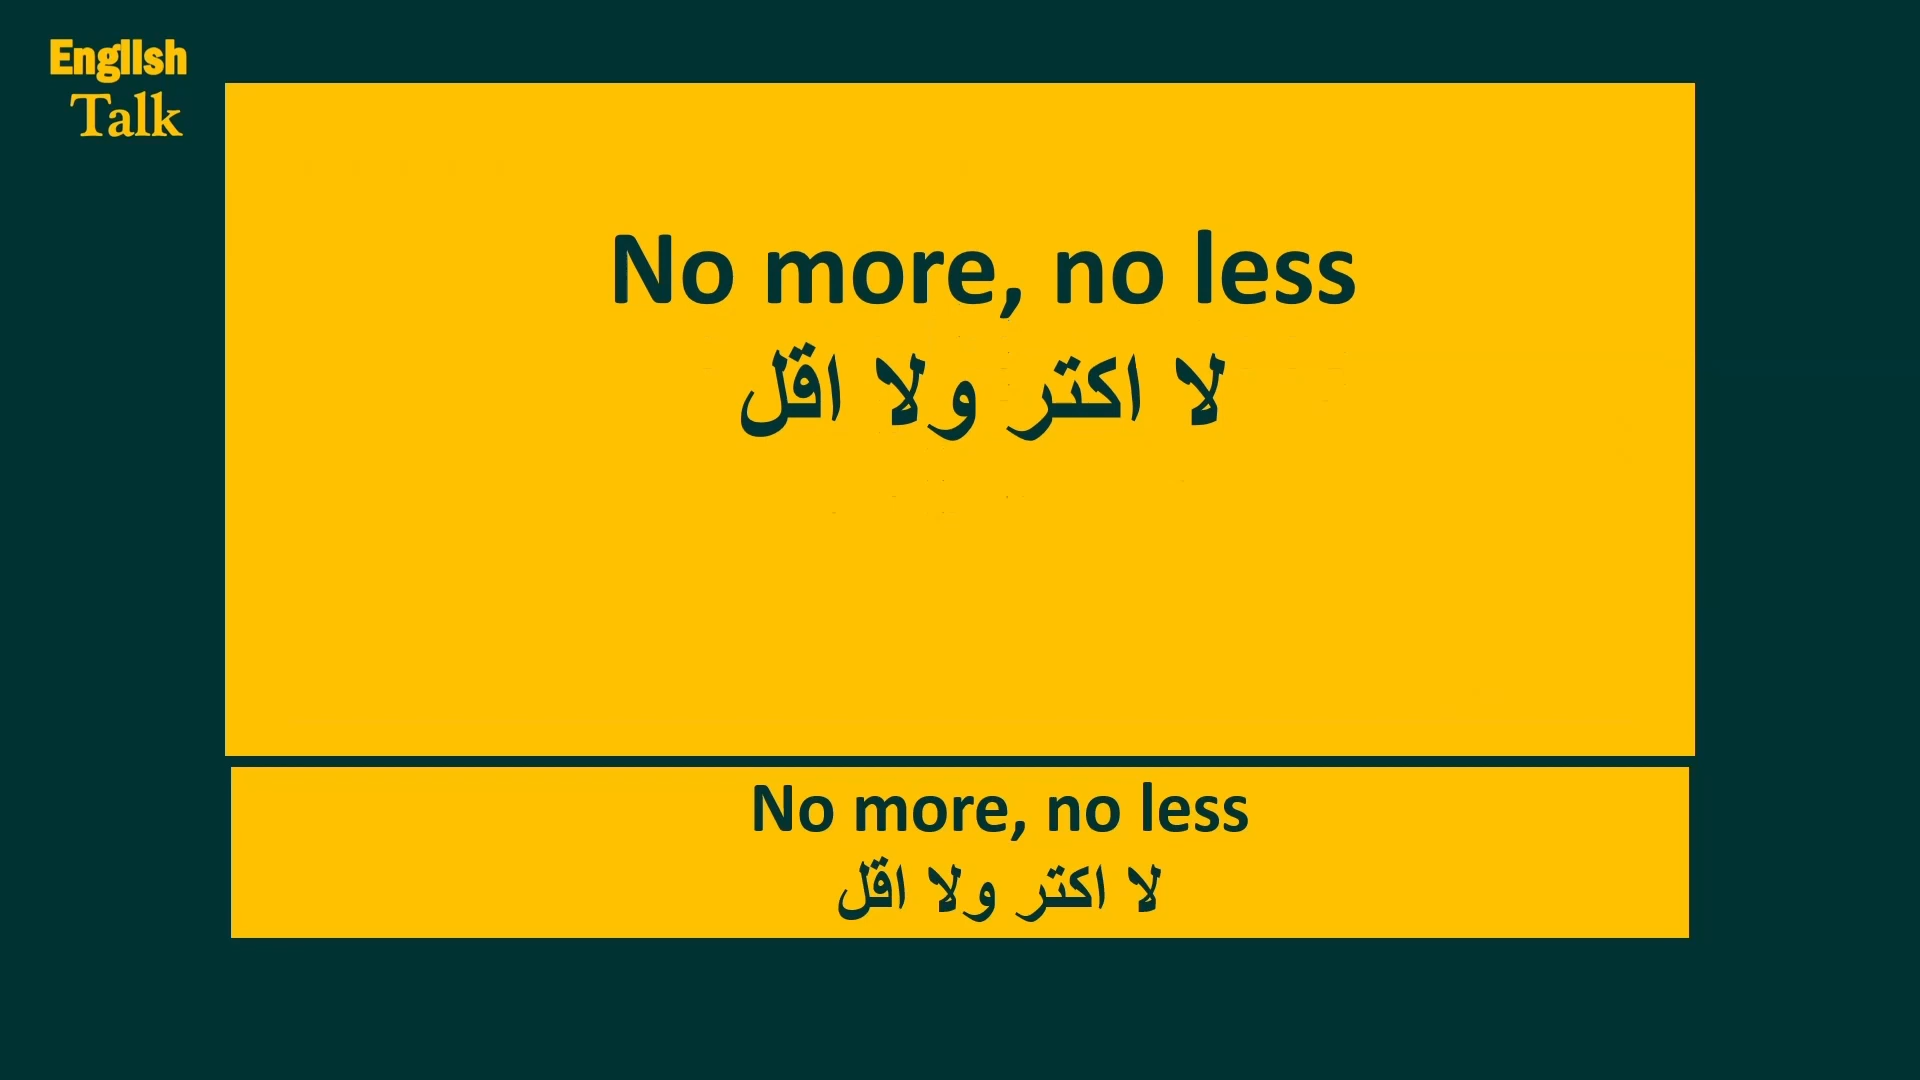 English
Talk
No more, no less
لا اكتر ولا اقل
No more, no less
لا اكتر ولا اقل